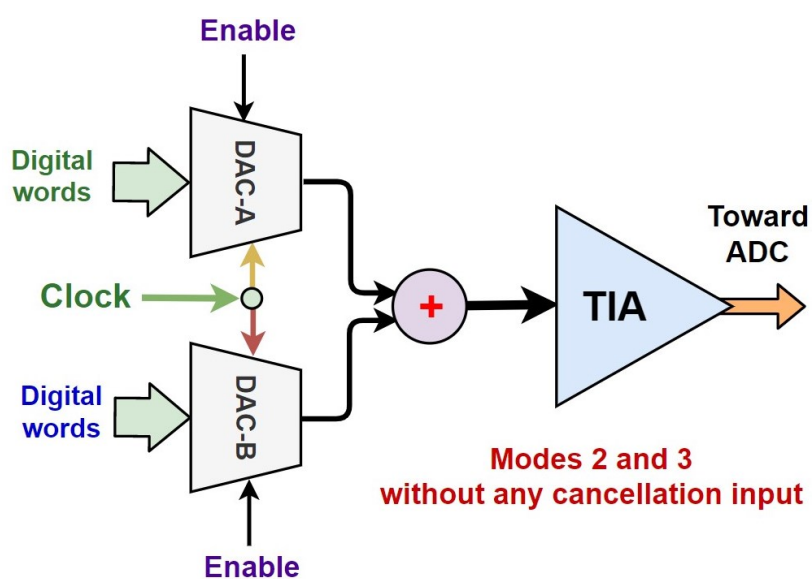 Enable
Digital
words
DAC-A
Clock
+
TIA
Toward
ADC
Digital
words
DAC-B
Modes 2 and 3
without any cancellation input
Enable